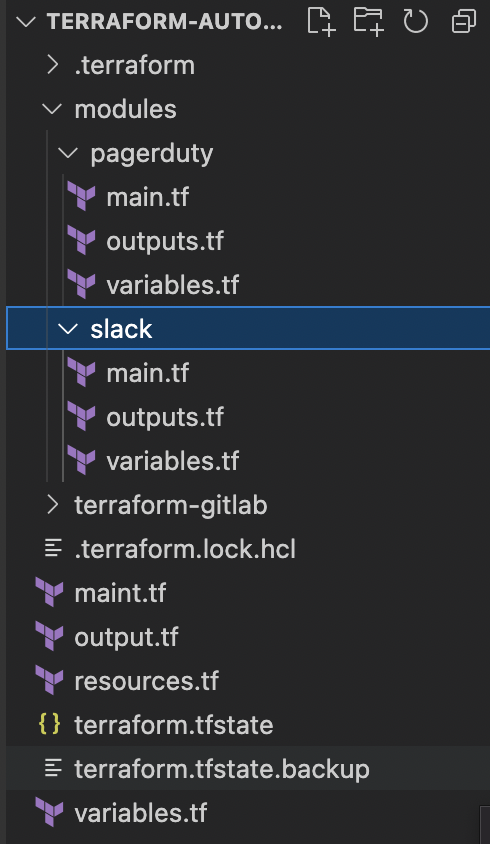 TERRAFORM-AUTO...
.terraform
modules
pagerduty
main.tf
outputs.tf
variables.tf
slack
main.tf
outputs.tf
variables.tf
terraform-gitlab
.terraform.lock.hcl
maint.tf
output.tf
resources.tf
{} terraform.tfstate
terraform.tfstate.backup
variables.tf